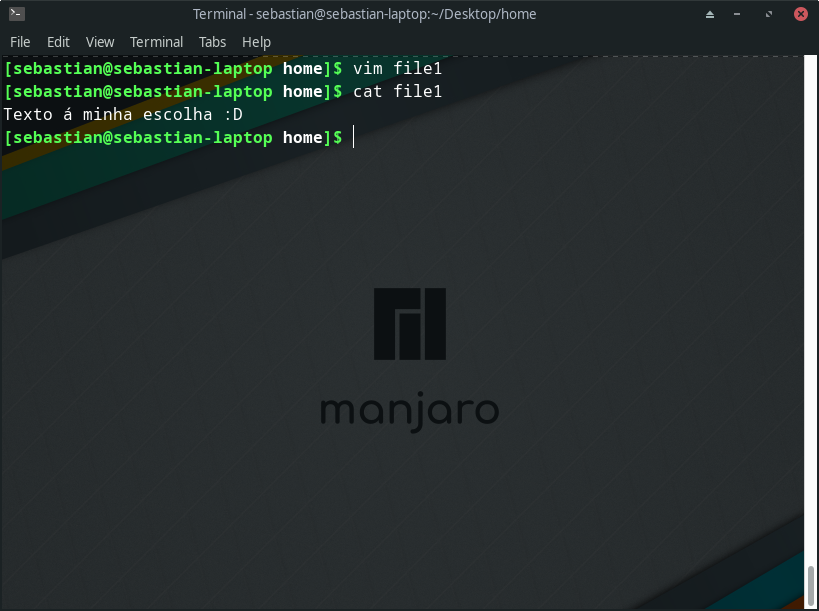 Terminal - sebastian@sebastian-laptop:~/Desktop/home
File Edit View Terminal Tabs Help
[sebastian@sebastian-laptop home]$ vim file1
[sebastian@sebastian-laptop home]$ cat file1
Texto á minha escolha :D
[sebastian@sebastian-laptop home]$
manjaro